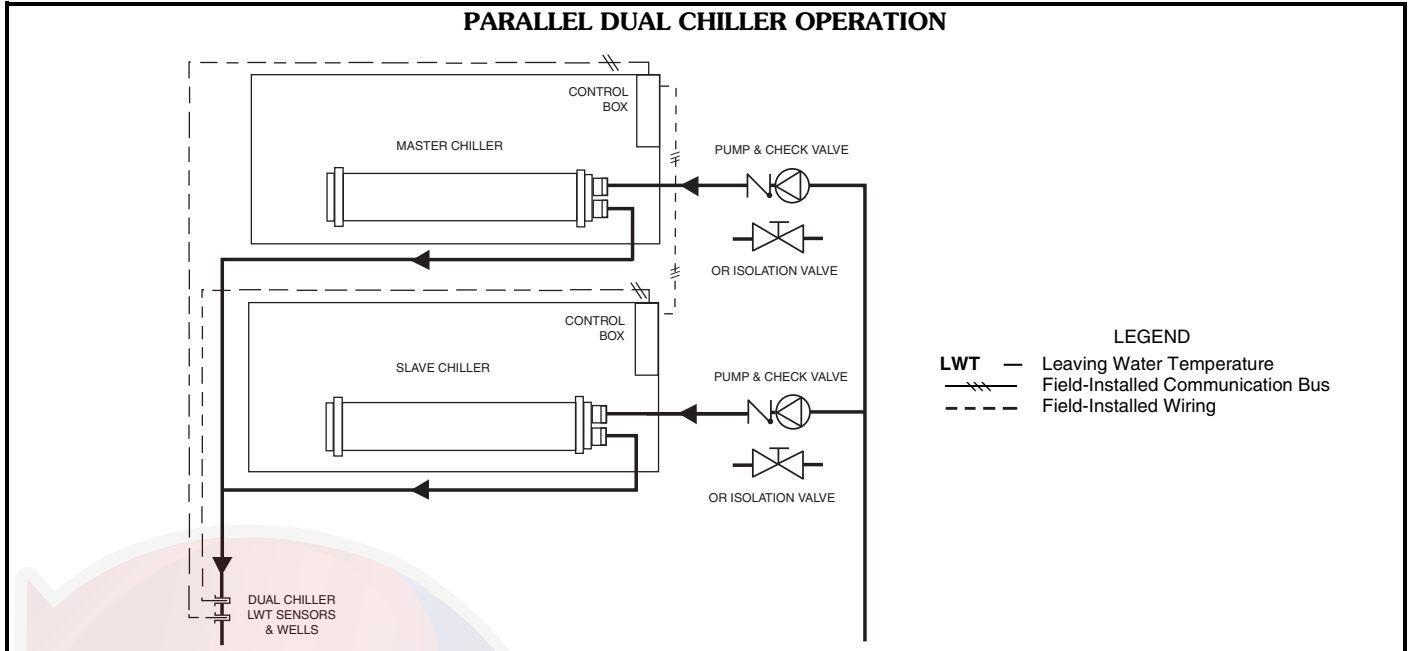 PARALLEL DUAL CHILLER OPERATION
CONTROL
BOX
MASTER CHILLER
PUMP & CHECK VALVE
OR ISOLATION VALVE
CONTROL
BOX
SLAVE CHILLER
PUMP & CHECK VALVE
OR ISOLATION VALVE
DUAL CHILLER
LWT SENSORS
& WELLS
LEGEND
LWT — Leaving Water Temperature
Field-Installed Communication Bus
Field-Installed Wiring